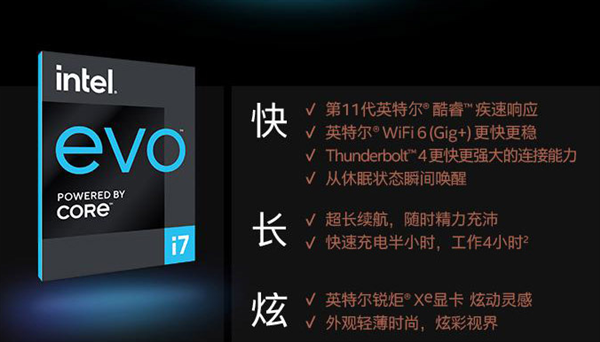 intel.
evo™
POWERED BY
CORE™
i7
快
✓ 第11代英特尔® 酷睿™ 疾速响应
✓ 英特尔® WiFi 6 (Gig+) 更快更稳
✓ Thunderbolt™ 4 更快更强大的连接能力
✓ 从休眠状态瞬间唤醒
长
✓ 超长续航，随时精力充沛
✓ 快速充电半小时，工作4小时²
炫
✓ 英特尔锐炬® Xe显卡 炫动灵感
✓ 外观轻薄时尚，炫彩视界